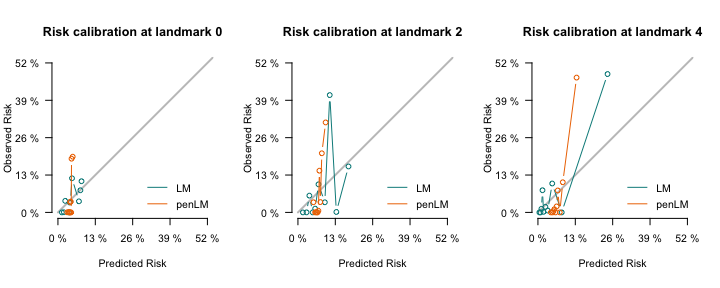 Risk calibration at landmark 0
Observed Risk
52 %
39 %
26 %
13 %
0 %
0 %
13 %
26 %
39 %
52 %
Predicted Risk
LM
penLM
Risk calibration at landmark 2
Observed Risk
52 %
39 %
26 %
13 %
0 %
0 %
13 %
26 %
39 %
52 %
Predicted Risk
LM
penLM
Risk calibration at landmark 4
Observed Risk
52 %
39 %
26 %
13 %
0 %
0 %
13 %
26 %
39 %
52 %
Predicted Risk
LM
penLM